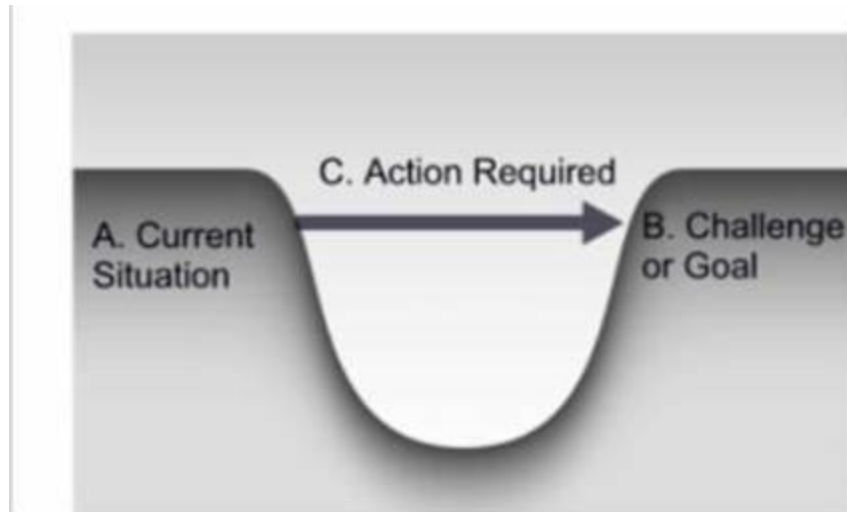 C. Action Required
A. Current
Situation
B. Challenge
or Goal